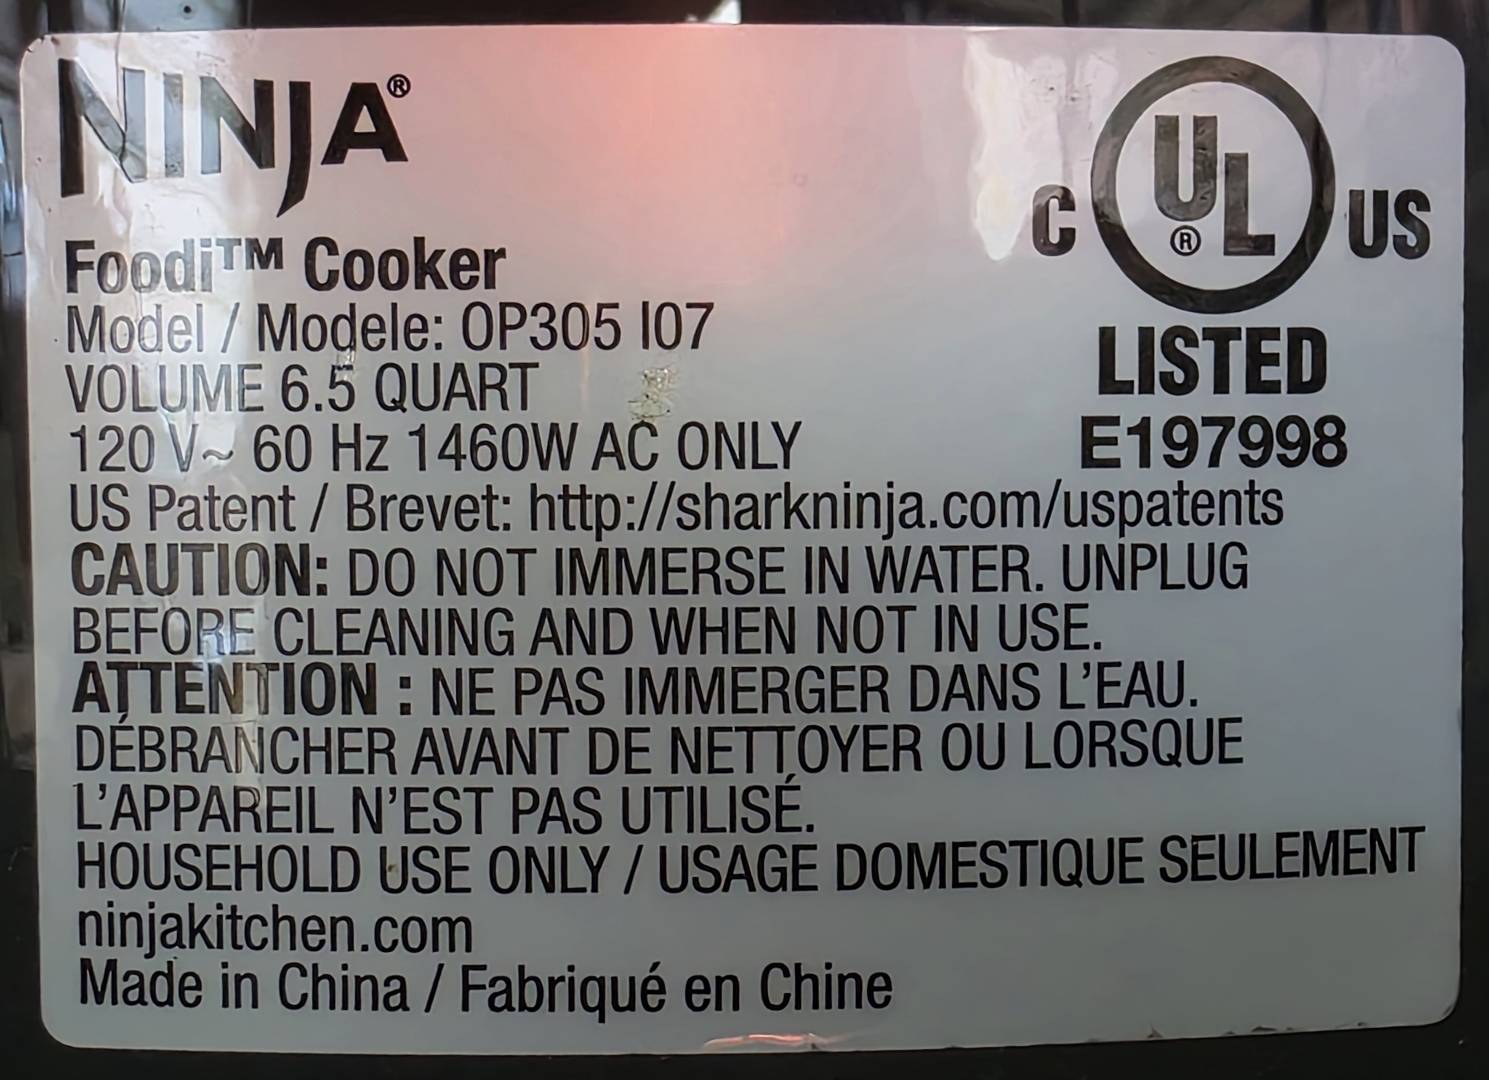 NINJA®
C UL® US
LISTED
E197998
Foodi™ Cooker
Model / Modele: OP305 I07
VOLUME 6.5 QUART
120 V~ 60 Hz 1460W AC ONLY
US Patent / Brevet: http://sharkninja.com/uspatents
CAUTION: DO NOT IMMERSE IN WATER. UNPLUG
BEFORE CLEANING AND WHEN NOT IN USE.
ATTENTION : NE PAS IMMERGER DANS L'EAU.
DÉBRANCHER AVANT DE NETTOYER OU LORSQUE
L'APPAREIL N'EST PAS UTILISÉ.
HOUSEHOLD USE ONLY / USAGE DOMESTIQUE SEULEMENT
ninjakitchen.com
Made in China / Fabriqué en Chine